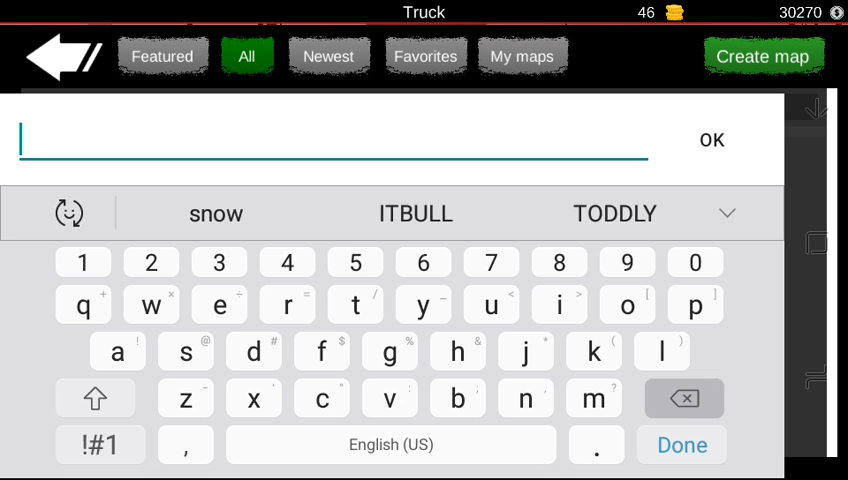 Truck 46 30270
Featured All Newest Favorites My maps Create map
OK
snow ITBULL TODDLY
1 2 3 4 5 6 7 8 9 0
q + w × e ÷ r = t / y _ u < i > o [ p ]
a ! s @ d # f $ g % h & j * k ( l )
z - x ' c " v : b ; n , m ?
!#1 , English (US) . Done